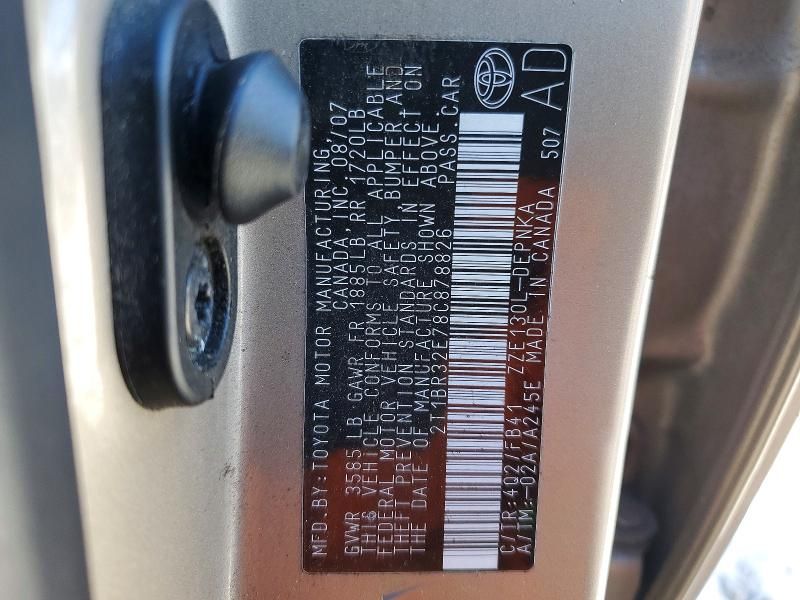 MFD.BY:TOYOTA MOTOR MANUFACTURING
CANADA, INC. 08/07
GVWR 3585 LB GAWR FR 1885LB, RR 1720LB
THIS VEHICLE CONFORMS TO ALL APPLICABLE
FEDERAL MOTOR VEHICLE SAFETY, BUMPER AND
THEFT PREVENTION STANDARDS IN EFFECT ON
THE DATE OF MANUFACTURE SHOWN ABOVE
2T1BR32E78C878826 PASS.CAR
C/TR:4Q2/FB41 ZZE130L-DEPNKA
A/TM:-02A/A245E MADE IN CANADA 507
AD